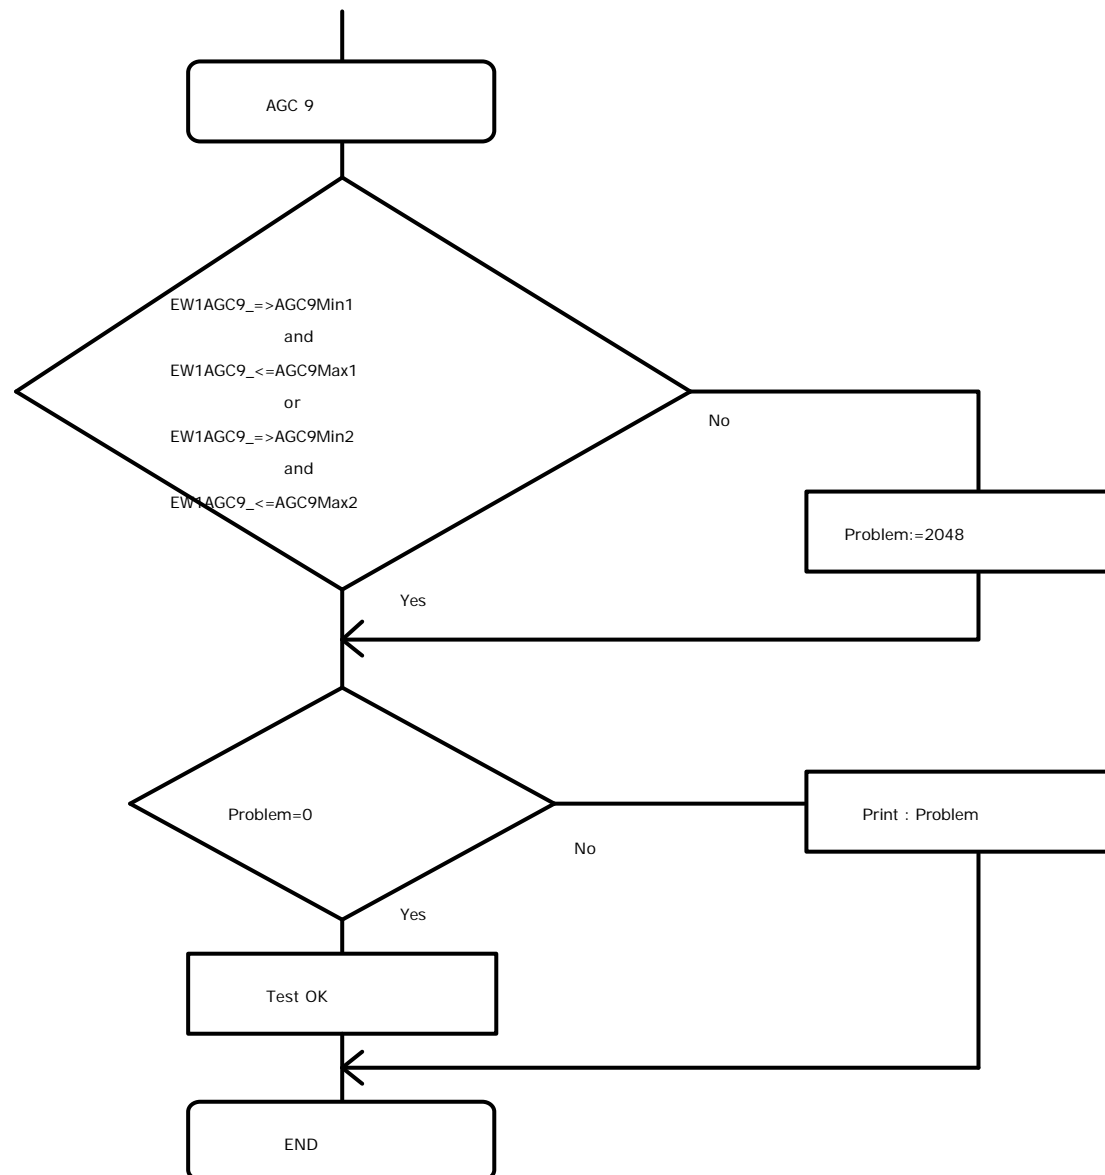 AGC 9
EW1AGC9_=>AGC9Min1
and
EW1AGC9_<=AGC9Max1
or
EW1AGC9_=>AGC9Min2
and
EW1AGC9_<=AGC9Max2
No
Problem:=2048
Yes
Problem=0
Print : Problem
No
Yes
Test OK
END